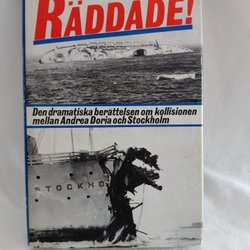 RÄDDADE!
Den dramatiska berättelsen om kollisionen
mellan Andrea Doria och Stockholm
STOCKHO